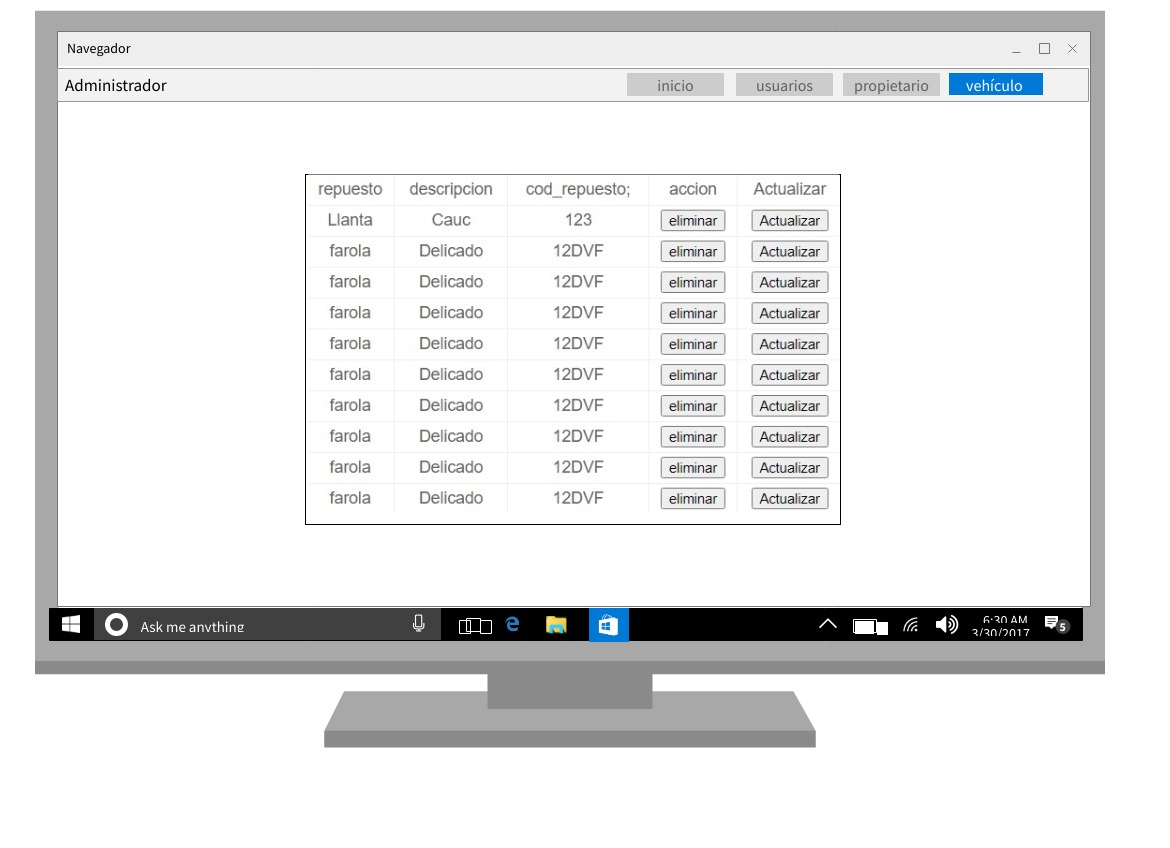 Navegador
Administrador inicio usuarios propietario vehículo
repuesto descripcion cod_repuesto; accion Actualizar
Llanta Cauc 123 eliminar Actualizar
farola Delicado 12DVF eliminar Actualizar
farola Delicado 12DVF eliminar Actualizar
farola Delicado 12DVF eliminar Actualizar
farola Delicado 12DVF eliminar Actualizar
farola Delicado 12DVF eliminar Actualizar
farola Delicado 12DVF eliminar Actualizar
farola Delicado 12DVF eliminar Actualizar
farola Delicado 12DVF eliminar Actualizar
farola Delicado 12DVF eliminar Actualizar
Ask me anything 6:30 AM
3/30/2017 5